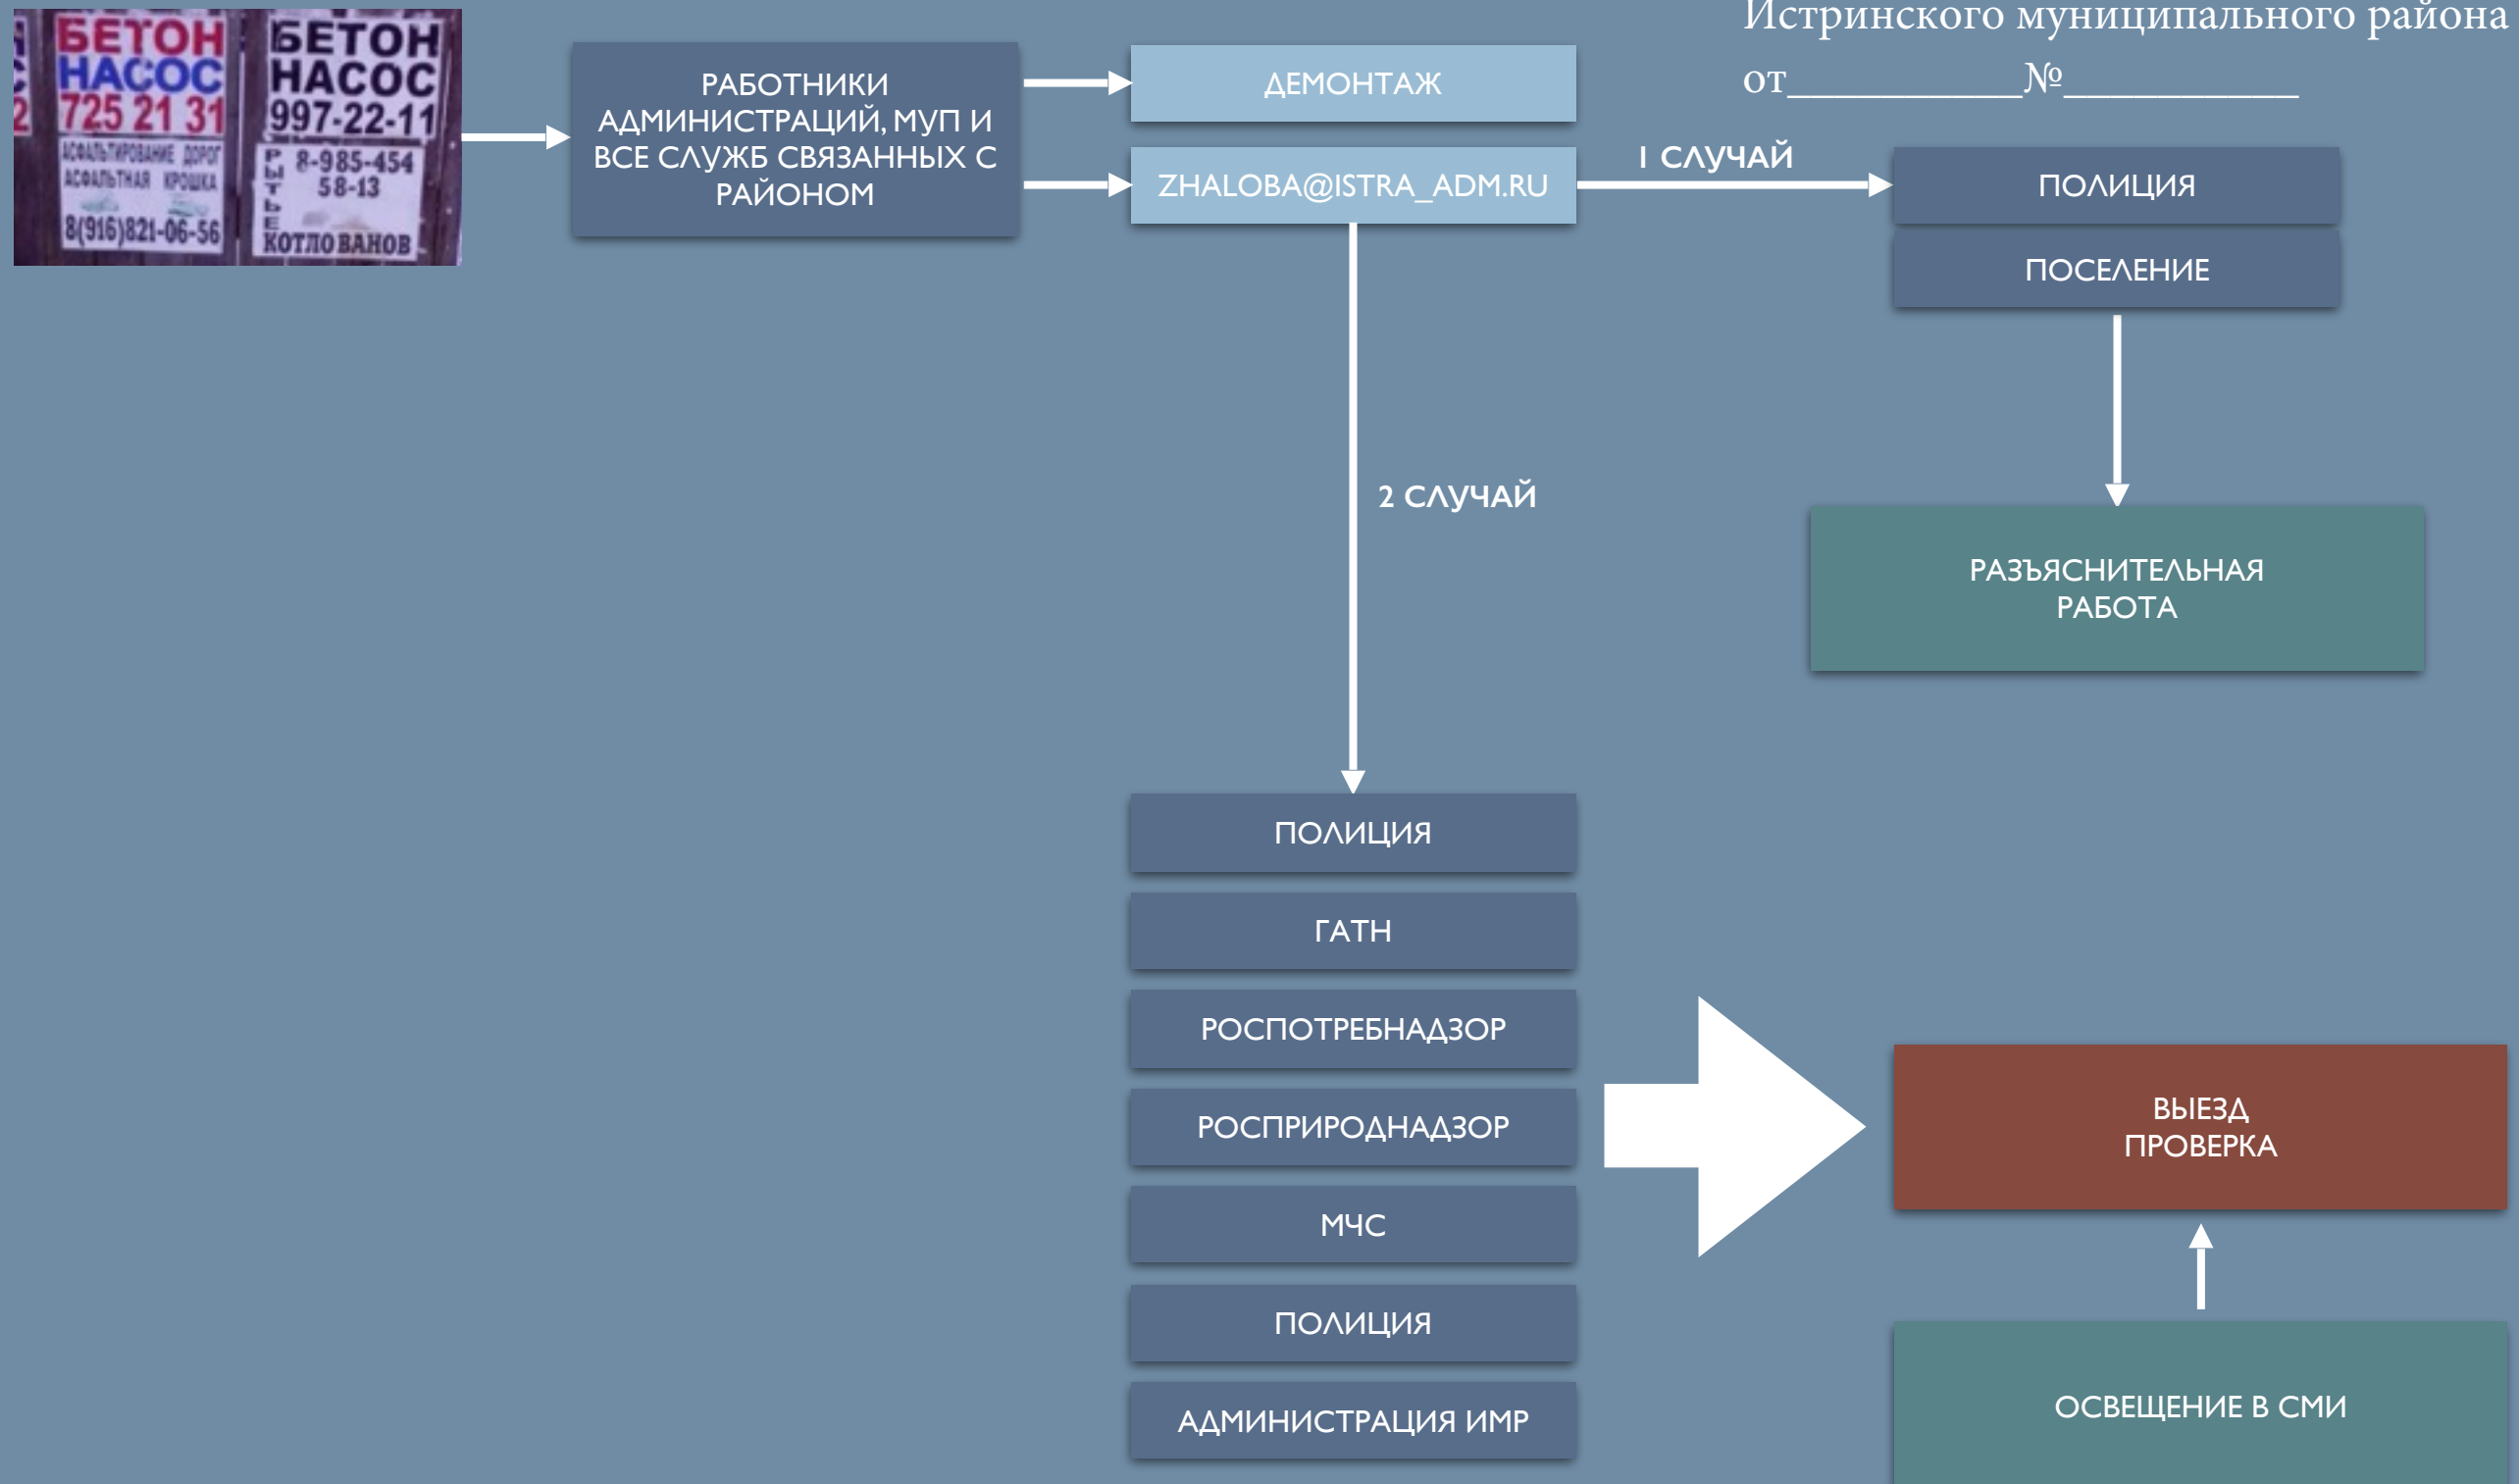 Истринского муниципального района
от____________№____________
БЕТОН
НАСОС
725 21 31
АСФАЛЬТИРОВАНИЕ ДОРОГ
АСФАЛЬТНАЯ КРОШКА
8(916)821-06-56
БЕТОН
НАСОС
997-22-11
РЫТЬЕ
8-985-454
58-13
КОТЛОВАНОВ
РАБОТНИКИ
АДМИНИСТРАЦИЙ, МУП И
ВСЕ СЛУЖБ СВЯЗАННЫХ С
РАЙОНОМ
ДЕМОНТАЖ
ZHALOBA@ISTRA_ADM.RU
1 СЛУЧАЙ
ПОЛИЦИЯ
ПОСЕЛЕНИЕ
2 СЛУЧАЙ
РАЗЪЯСНИТЕЛЬНАЯ
РАБОТА
ПОЛИЦИЯ
ГАТН
РОСПОТРЕБНАДЗОР
РОСПРИРОДНАДЗОР
МЧС
ПОЛИЦИЯ
АДМИНИСТРАЦИЯ ИМР
ВЫЕЗД
ПРОВЕРКА
ОСВЕЩЕНИЕ В СМИ